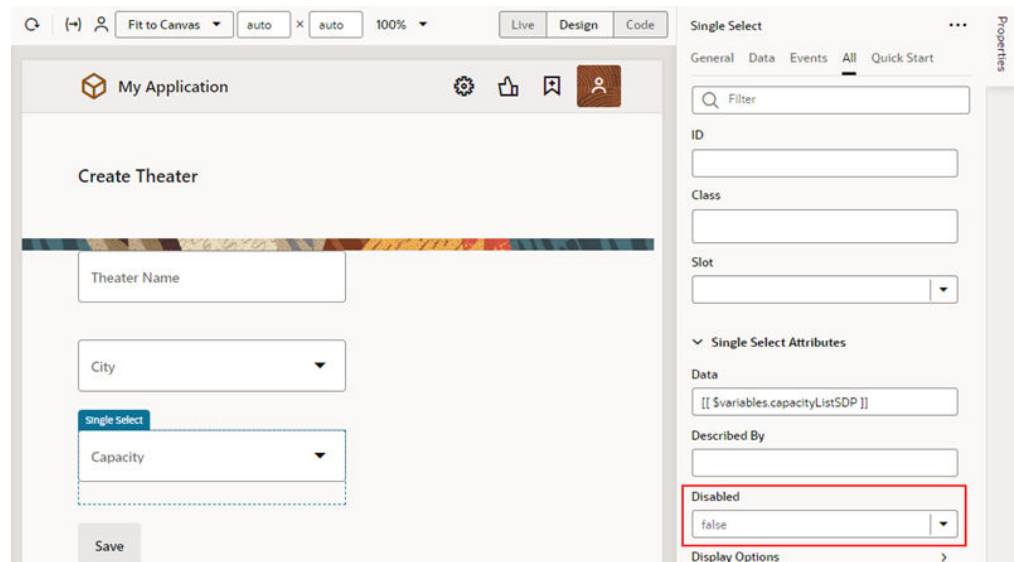 Fit to Canvas auto × auto 100% Live Design Code
My Application
Create Theater
Theater Name
City
Single Select
Capacity
Save
Single Select
General Data Events All Quick Start
Filter
ID
Class
Slot
Single Select Attributes
Data
[[ $variables.capacityListSDP ]]
Described By
Disabled
false
Display Options
Properties